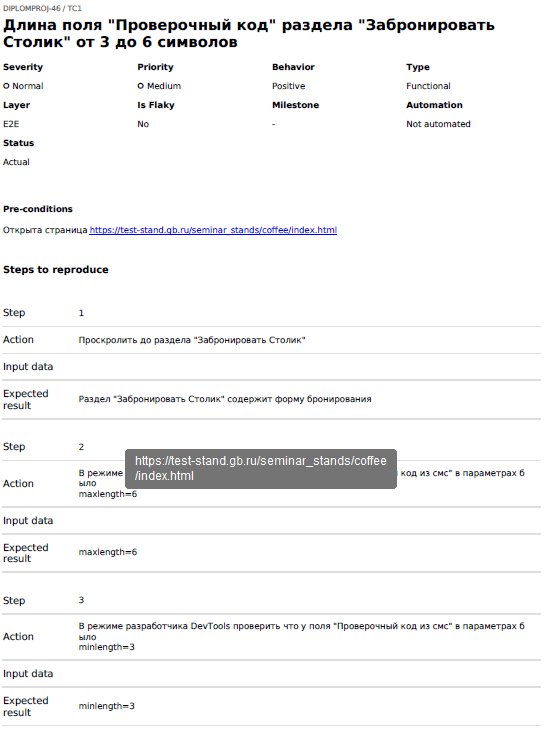 DIPLOMPROJ-46 / TC1
Длина поля "Проверочный код" раздела "Забронировать
Столик" от 3 до 6 символов
Severity Priority Behavior Type
Normal Medium Positive Functional
Layer Is Flaky Milestone Automation
E2E No - Not automated
Status
Actual
Pre-conditions
Открыта страница https://test-stand.gb.ru/seminar_stands/coffee/index.html
Steps to reproduce
Step 1
Action Проскролить до раздела "Забронировать Столик"
Input data
Expected result Раздел "Забронировать Столик" содержит форму бронирования
Step 2
https://test-stand.gb.ru/seminar_stands/coffee
/index.html
Action В режиме код из смс" в параметрах б
ыло
maxlength=6
Input data
Expected result maxlength=6
Step 3
Action В режиме разработчика DevTools проверить что у поля "Проверочный код из смс" в параметрах б
ыло
minlength=3
Input data
Expected result minlength=3